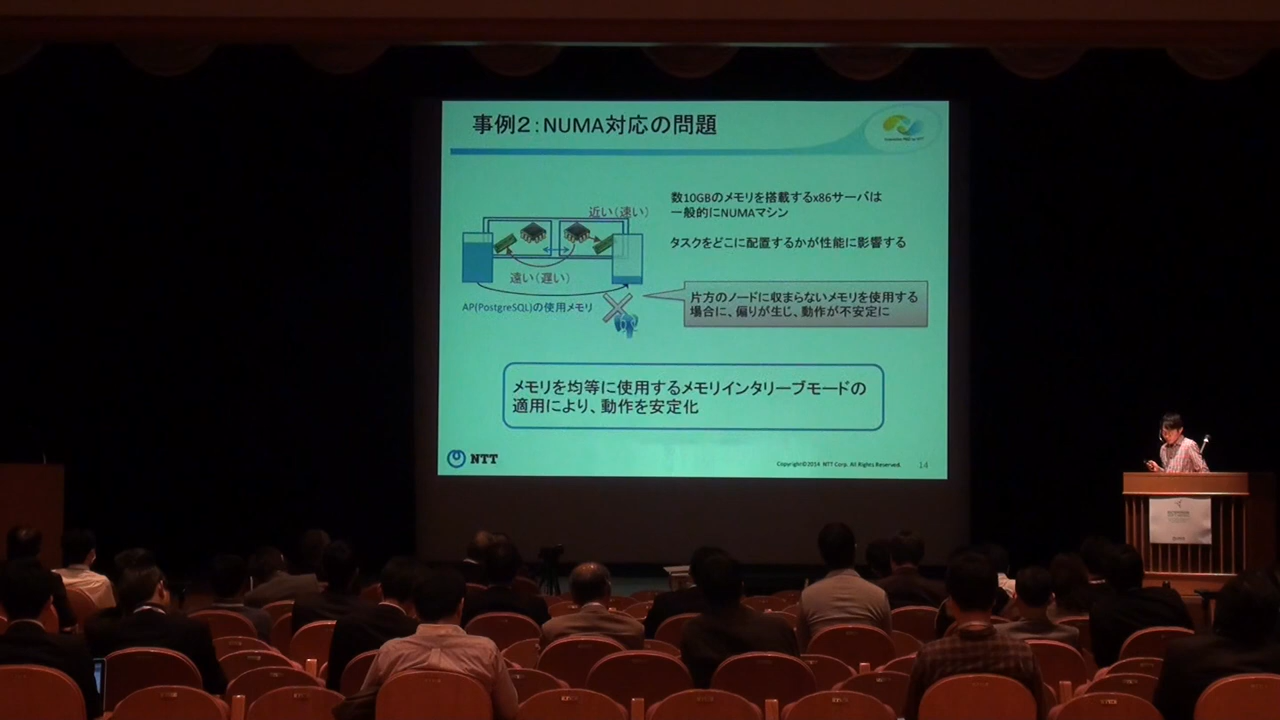 事例２：NUMA対応の問題
数10GBのメモリを搭載するx86サーバは
一般的にNUMAマシン
タスクをどこに配置するかが性能に影響する
近い（速い）
遠い（遅い）
AP(PostgreSQL)の使用メモリ
片方のノードに収まらないメモリを使用する
場合に、偏りが生じ、動作が不安定に
メモリを均等に使用するメモリインタリーブモードの
適用により、動作を安定化
NTT
Copyright©2014 NTT Corp. All Rights Reserved.
14